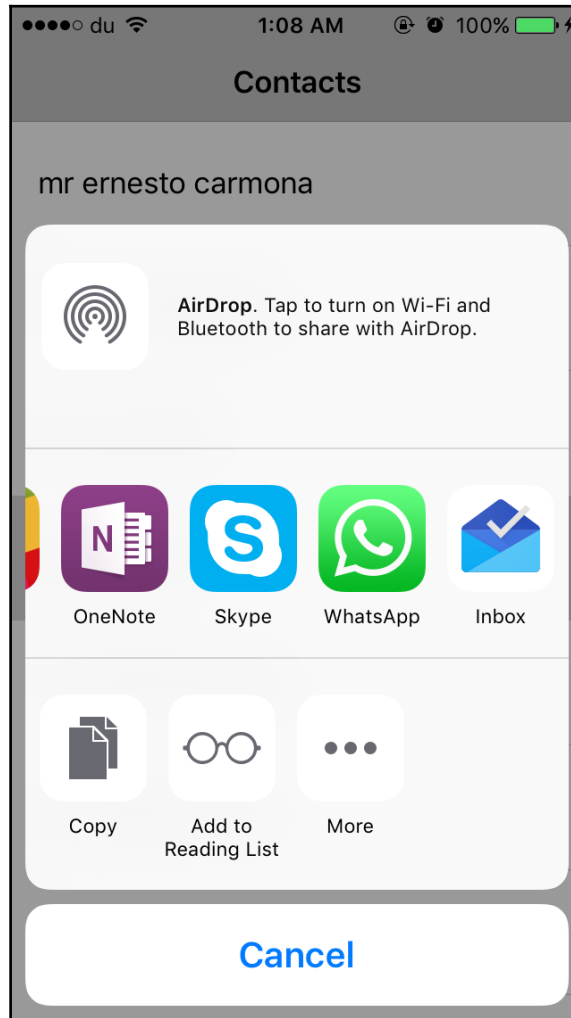 du 1:08 AM 100%
Contacts
mr ernesto carmona
AirDrop. Tap to turn on Wi-Fi and
Bluetooth to share with AirDrop.
N S
OneNote Skype WhatsApp Inbox
Copy Add to More
Reading List
Cancel